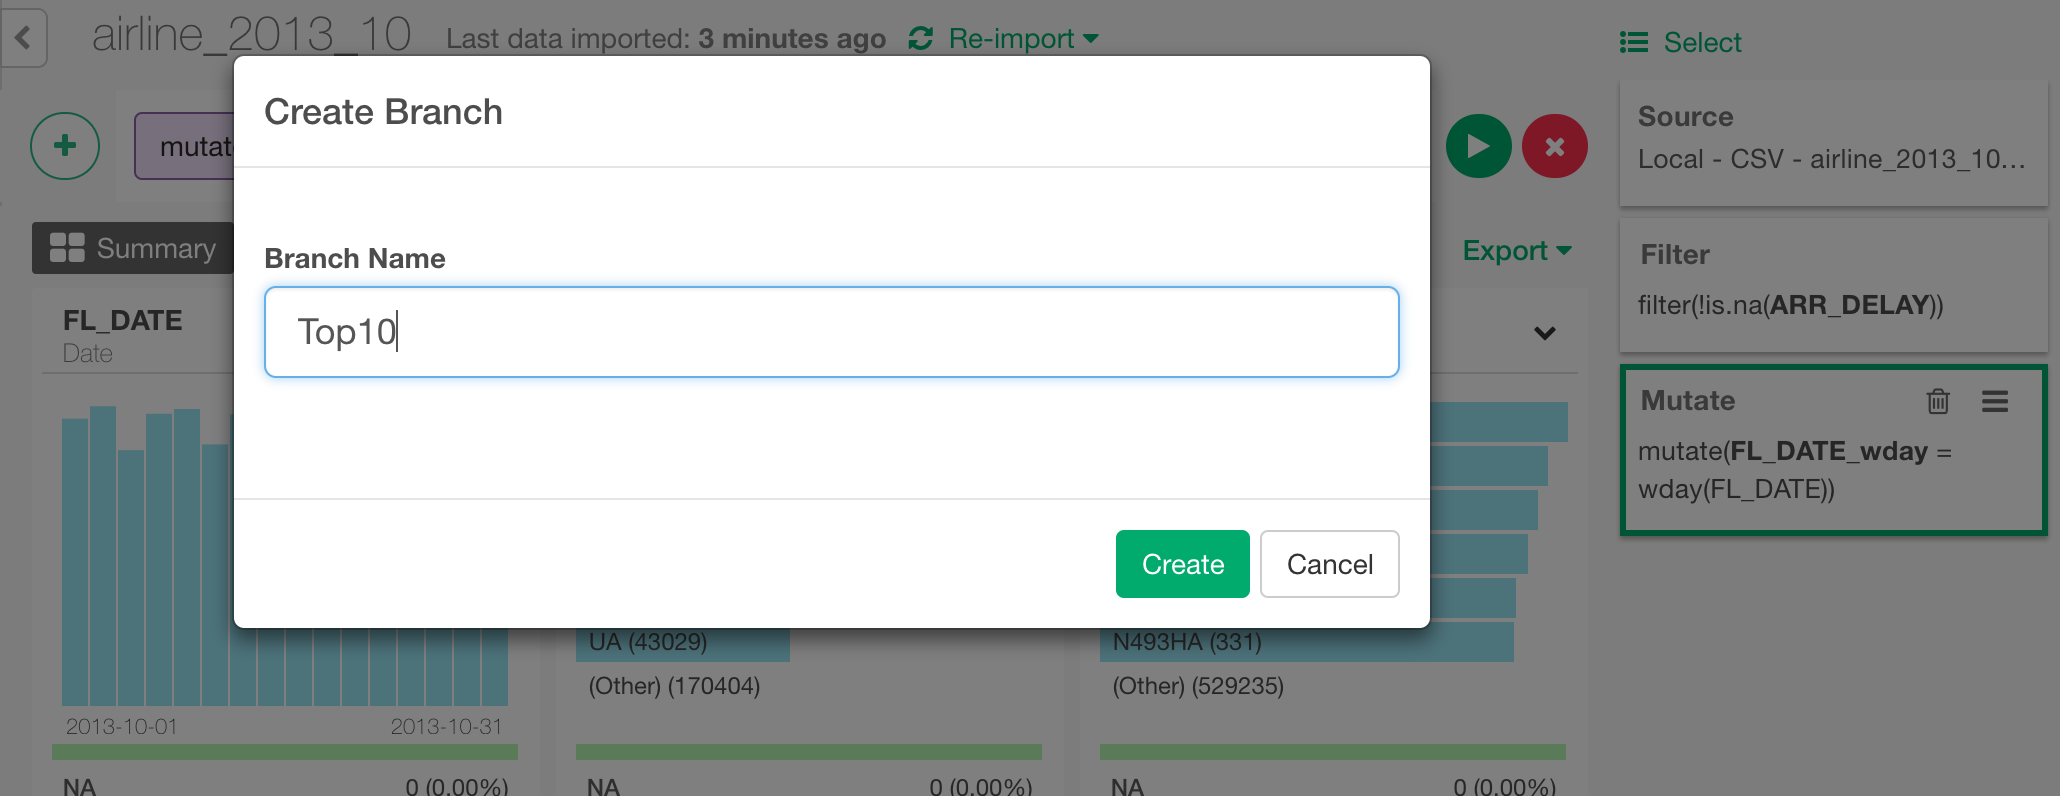 airline_2013_10
Last data imported: 3 minutes ago
Re-import
Select
Create Branch
Source
Local - CSV - airline_2013_10...
Summary
Export
Filter
filter(!is.na(ARR_DELAY))
Branch Name
Top10
FL_DATE
Date
Mutate
mutate(FL_DATE_wday =
wday(FL_DATE))
Create
Cancel
UA (43029)
N493HA (331)
(Other) (170404)
(Other) (529235)
2013-10-01
2013-10-31
NA
0 (0.00%)
NA
0 (0.00%)
NA
0 (0.00%)